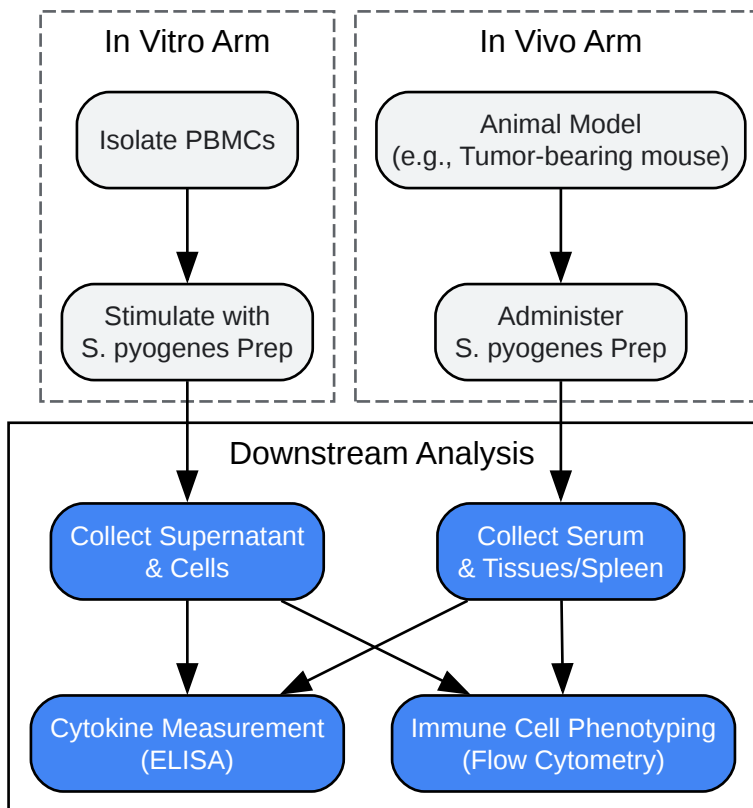 In Vitro Arm
Isolate PBMCs
Stimulate with
S. pyogenes Prep
In Vivo Arm
Animal Model
(e.g., Tumor-bearing mouse)
Administer
S. pyogenes Prep
Downstream Analysis
Collect Supernatant
& Cells
Collect Serum
& Tissues/Spleen
Cytokine Measurement
(ELISA)
Immune Cell Phenotyping
(Flow Cytometry)